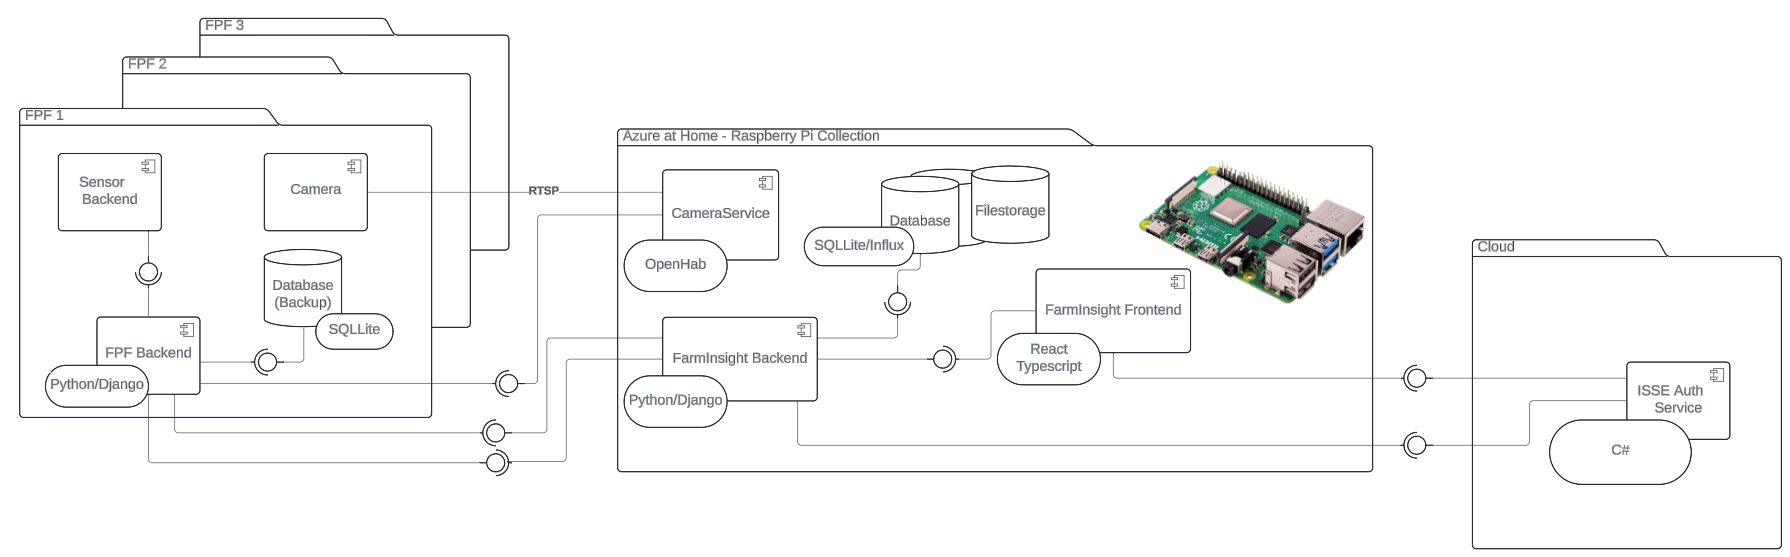 FPF 3
FPF 2
FPF 1
Sensor
Backend
Camera
Database
(Backup)
SQLLite
FPF Backend
Python/Django
RTSP
Azure at Home - Raspberry Pi Collection
CameraService
OpenHab
Database
Filestorage
SQLLite/Influx
FarmInsight Backend
Python/Django
FarmInsight Frontend
React
Typescript
Cloud
ISSE Auth
Service
C#